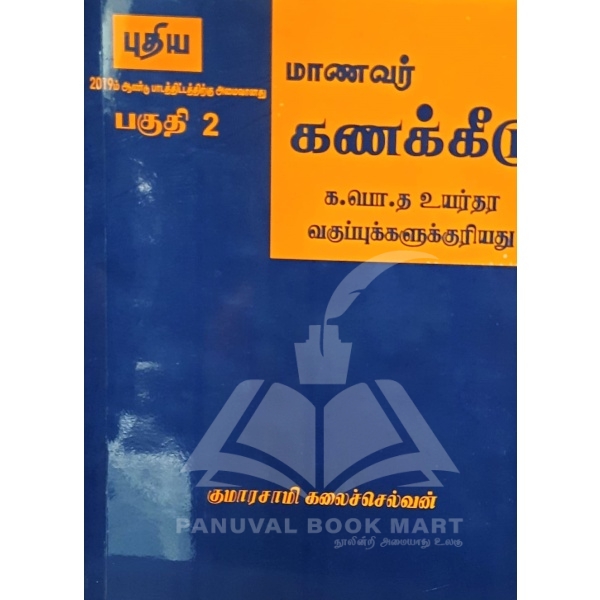 புதிய
2019ம் ஆண்டு பாடத்திட்டத்திற்கு அமைவானது
பகுதி 2
மாணவர்
கணக்கீடு
க.பொ.த உயர்தர
வகுப்புக்களுக்குரியது
குமாரசாமி கலைச்செல்வன்
PANUVAL BOOK MART
நூலின்றி அமையாது உலகு